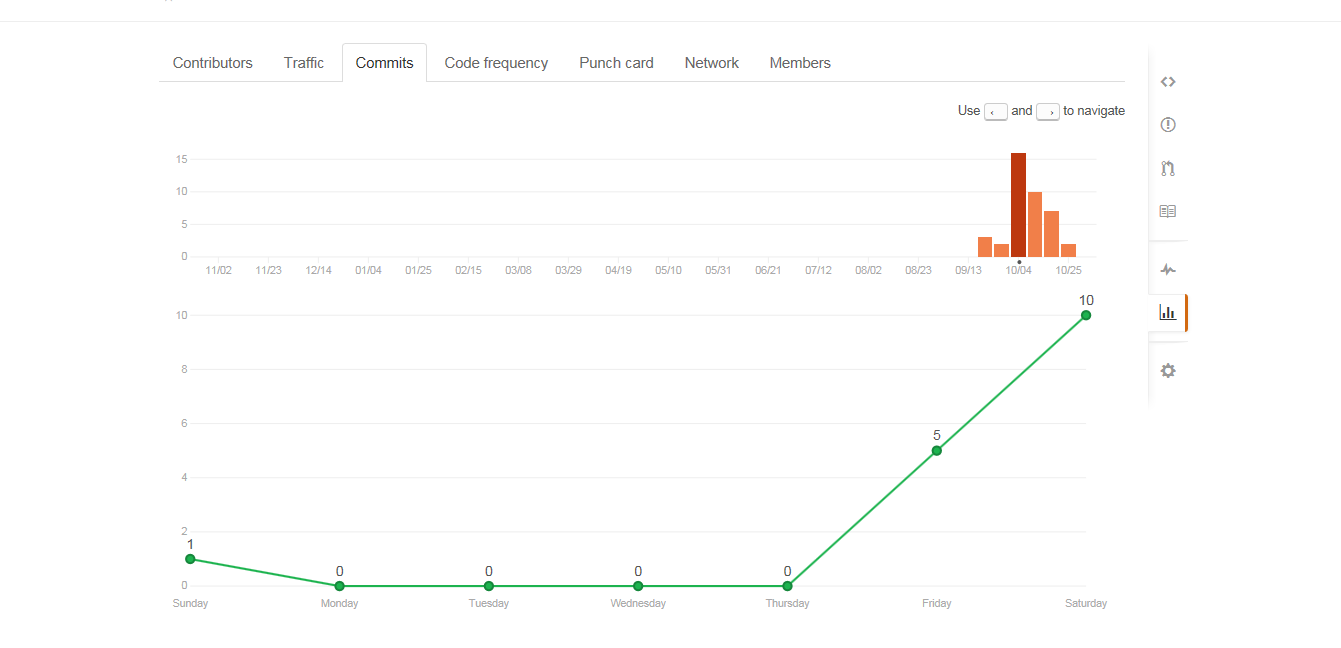 Contributors Traffic Commits Code frequency Punch card Network Members
Use ← and → to navigate
15
10
5
0
11/02 11/23 12/14 01/04 01/25 02/15 03/08 03/29 04/19 05/10 05/31 06/21 07/12 08/02 08/23 09/13 10/04 10/25
10
10
8
6
5
4
2
1
0 0 0 0
0
Sunday Monday Tuesday Wednesday Thursday Friday Saturday